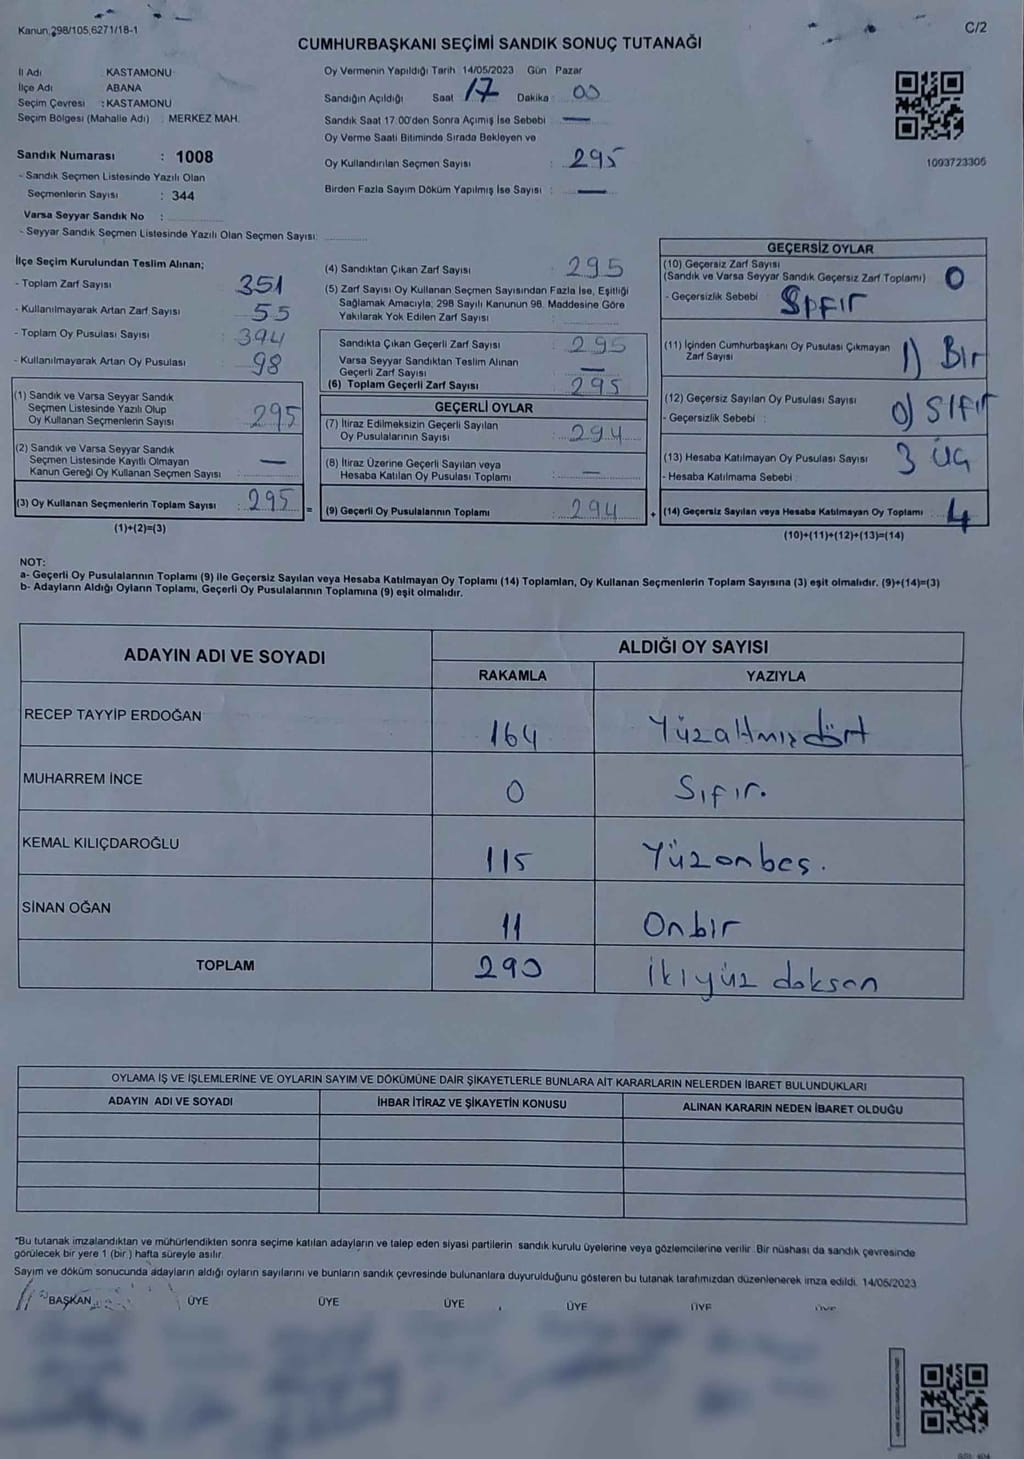 Kanun;298/105,6271/18-1
C/2
CUMHURBAŞKANI SEÇİMİ SANDIK SONUÇ TUTANAĞI
İl Adı : KASTAMONU
İlçe Adı : ABANA
Seçim Çevresi : KASTAMONU
Seçim Bölgesi (Mahalle Adı) : MERKEZ MAH.
Sandık Numarası : 1008
- Sandık Seçmen Listesinde Yazılı Olan
Seçmenlerin Sayısı : 344
Varsa Seyyar Sandık No :
- Seyyar Sandık Seçmen Listesinde Yazılı Olan Seçmen Sayısı:
Oy Vermenin Yapıldığı Tarih 14/05/2023 Gün Pazar
Sandığın Açıldığı Saat 17 Dakika : 00
Sandık Saat 17:00'den Sonra Açımış İse Sebebi : —
Oy Verme Saati Bitiminde Sırada Bekleyen ve
Oy Kullandırılan Seçmen Sayısı : 295
Birden Fazla Sayım Döküm Yapılmış İse Sayısı : —
1093723305
İlçe Seçim Kurulundan Teslim Alınan;
- Toplam Zarf Sayısı : 351
- Kullanılmayarak Artan Zarf Sayısı : 55
- Toplam Oy Pusulası Sayısı : 394
- Kullanılmayarak Artan Oy Pusulası : 98
(1) Sandık ve Varsa Seyyar Sandık
Seçmen Listesinde Yazılı Olup
Oy Kullanan Seçmenlerin Sayısı : 295
(2) Sandık ve Varsa Seyyar Sandık
Seçmen Listesinde Kayıtlı Olmayan
Kanun Gereği Oy Kullanan Seçmen Sayısı : —
(3) Oy Kullanan Seçmenlerin Toplam Sayısı : 295 =
(1)+(2)=(3)
(4) Sandıktan Çıkan Zarf Sayısı : 295
(5) Zarf Sayısı Oy Kullanan Seçmen Sayısından Fazla İse, Eşitliği
Sağlamak Amacıyla; 298 Sayılı Kanunun 98. Maddesine Göre
Yakılarak Yok Edilen Zarf Sayısı :
Sandıkta Çıkan Geçerli Zarf Sayısı : 295
Varsa Seyyar Sandıktan Teslim Alınan
Geçerli Zarf Sayısı : —
(6) Toplam Geçerli Zarf Sayısı : 295
GEÇERLİ OYLAR
(7) İtiraz Edilmeksizin Geçerli Sayılan
Oy Pusulalarının Sayısı : 294
(8) İtiraz Üzerine Geçerli Sayılan veya
Hesaba Katılan Oy Pusulası Toplamı : —
(9) Geçerli Oy Pusulalarının Toplamı : 294 +
GEÇERSİZ OYLAR
(10) Geçersiz Zarf Sayısı
(Sandık ve Varsa Seyyar Sandık Geçersiz Zarf Toplamı) : 0
- Geçersizlik Sebebi : Sıfır
(11) İçinden Cumhurbaşkanı Oy Pusulası Çıkmayan
Zarf Sayısı 1) Bir
(12) Geçersiz Sayılan Oy Pusulası Sayısı : 0) Sıfır
- Geçersizlik Sebebi :
(13) Hesaba Katılmayan Oy Pusulası Sayısı : 3 Üç
- Hesaba Katılmama Sebebi :
(14) Geçersiz Sayılan veya Hesaba Katılmayan Oy Toplamı : 4
(10)+(11)+(12)+(13)=(14)
NOT:
a- Geçerli Oy Pusulalarının Toplamı (9) ile Geçersiz Sayılan veya Hesaba Katılmayan Oy Toplamı (14) Toplamları, Oy Kullanan Seçmenlerin Toplam Sayısına (3) eşit olmalıdır. (9)+(14)=(3)
b- Adayların Aldığı Oyların Toplamı, Geçerli Oy Pusulalarının Toplamına (9) eşit olmalıdır.
ADAYIN ADI VE SOYADI
ALDIĞI OY SAYISI
RAKAMLA YAZIYLA
RECEP TAYYİP ERDOĞAN 164 Yüzaltmış dört
MUHARREM İNCE 0 Sıfır.
KEMAL KILIÇDAROĞLU 115 Yüzonbeş.
SİNAN OĞAN 11 Onbir
TOPLAM 290 İkiyüz doksan
OYLAMA İŞ VE İŞLEMLERİNE VE OYLARIN SAYIM VE DÖKÜMÜNE DAİR ŞİKAYETLERLE BUNLARA AİT KARARLARIN NELERDEN İBARET BULUNDUKLARI
ADAYIN ADI VE SOYADI İHBAR İTİRAZ VE ŞİKAYETİN KONUSU ALINAN KARARIN NEDEN İBARET OLDUĞU
*Bu tutanak imzalandıktan ve mühürlendikten sonra seçime katılan adayların ve talep eden siyasi partilerin sandık kurulu üyelerine veya gözlemcilerine verilir. Bir nüshası da sandık çevresinde
görülecek bir yere 1 (bir) hafta süreyle asılır.
Sayım ve döküm sonucunda adayların aldığı oyların sayılarını ve bunların sandık çevresinde bulunanlara duyurulduğunu gösteren bu tutanak tarafımızdan düzenlenerek imza edildi. 14/05/2023
BAŞKAN ÜYE ÜYE ÜYE ÜYE ÜYE ÜYE